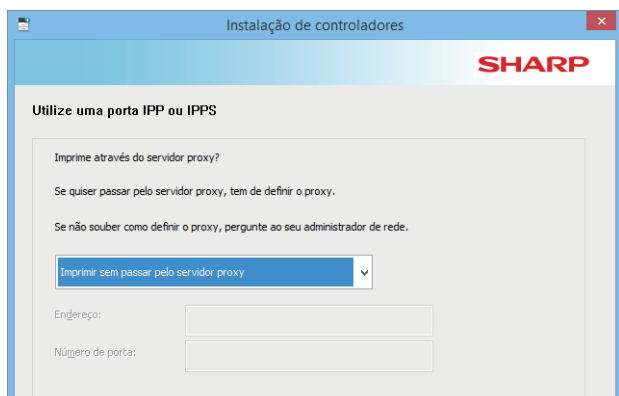 Instalação de controladores
SHARP
Utilize uma porta IPP ou IPPS
Imprime através do servidor proxy?
Se quiser passar pelo servidor proxy, tem de definir o proxy.
Se não souber como definir o proxy, pergunte ao seu administrador de rede.
Imprimir sem passar pelo servidor proxy
Endereço:
Número de porta: